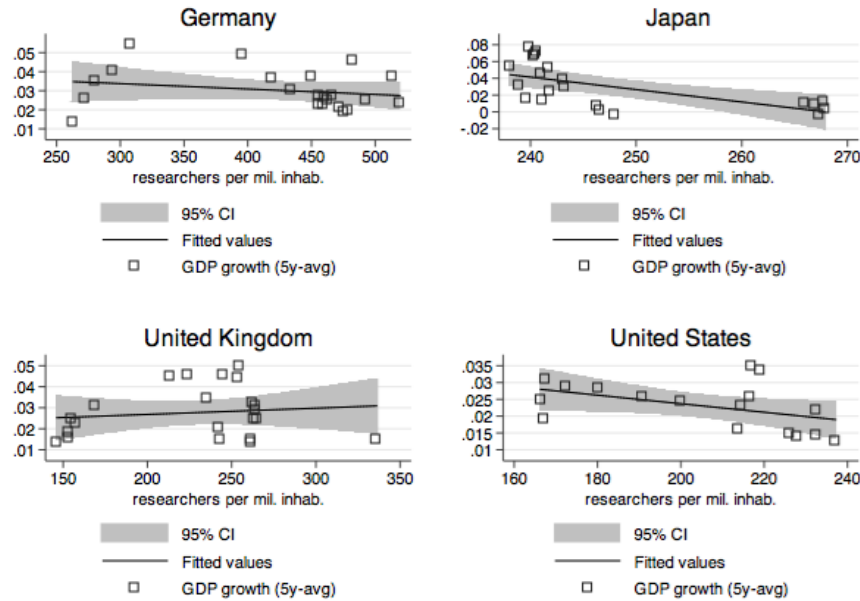 Germany
.05
.04
.03
.02
.01
250 300 350 400 450 500
researchers per mil. inhab.
95% CI
Fitted values
GDP growth (5y-avg)
Japan
.08
.06
.04
.02
0
-.02
240 250 260 270
researchers per mil. inhab.
95% CI
Fitted values
GDP growth (5y-avg)
United Kingdom
.05
.04
.03
.02
.01
150 200 250 300 350
researchers per mil. inhab.
95% CI
Fitted values
GDP growth (5y-avg)
United States
.035
.03
.025
.02
.015
.01
160 180 200 220 240
researchers per mil. inhab.
95% CI
Fitted values
GDP growth (5y-avg)